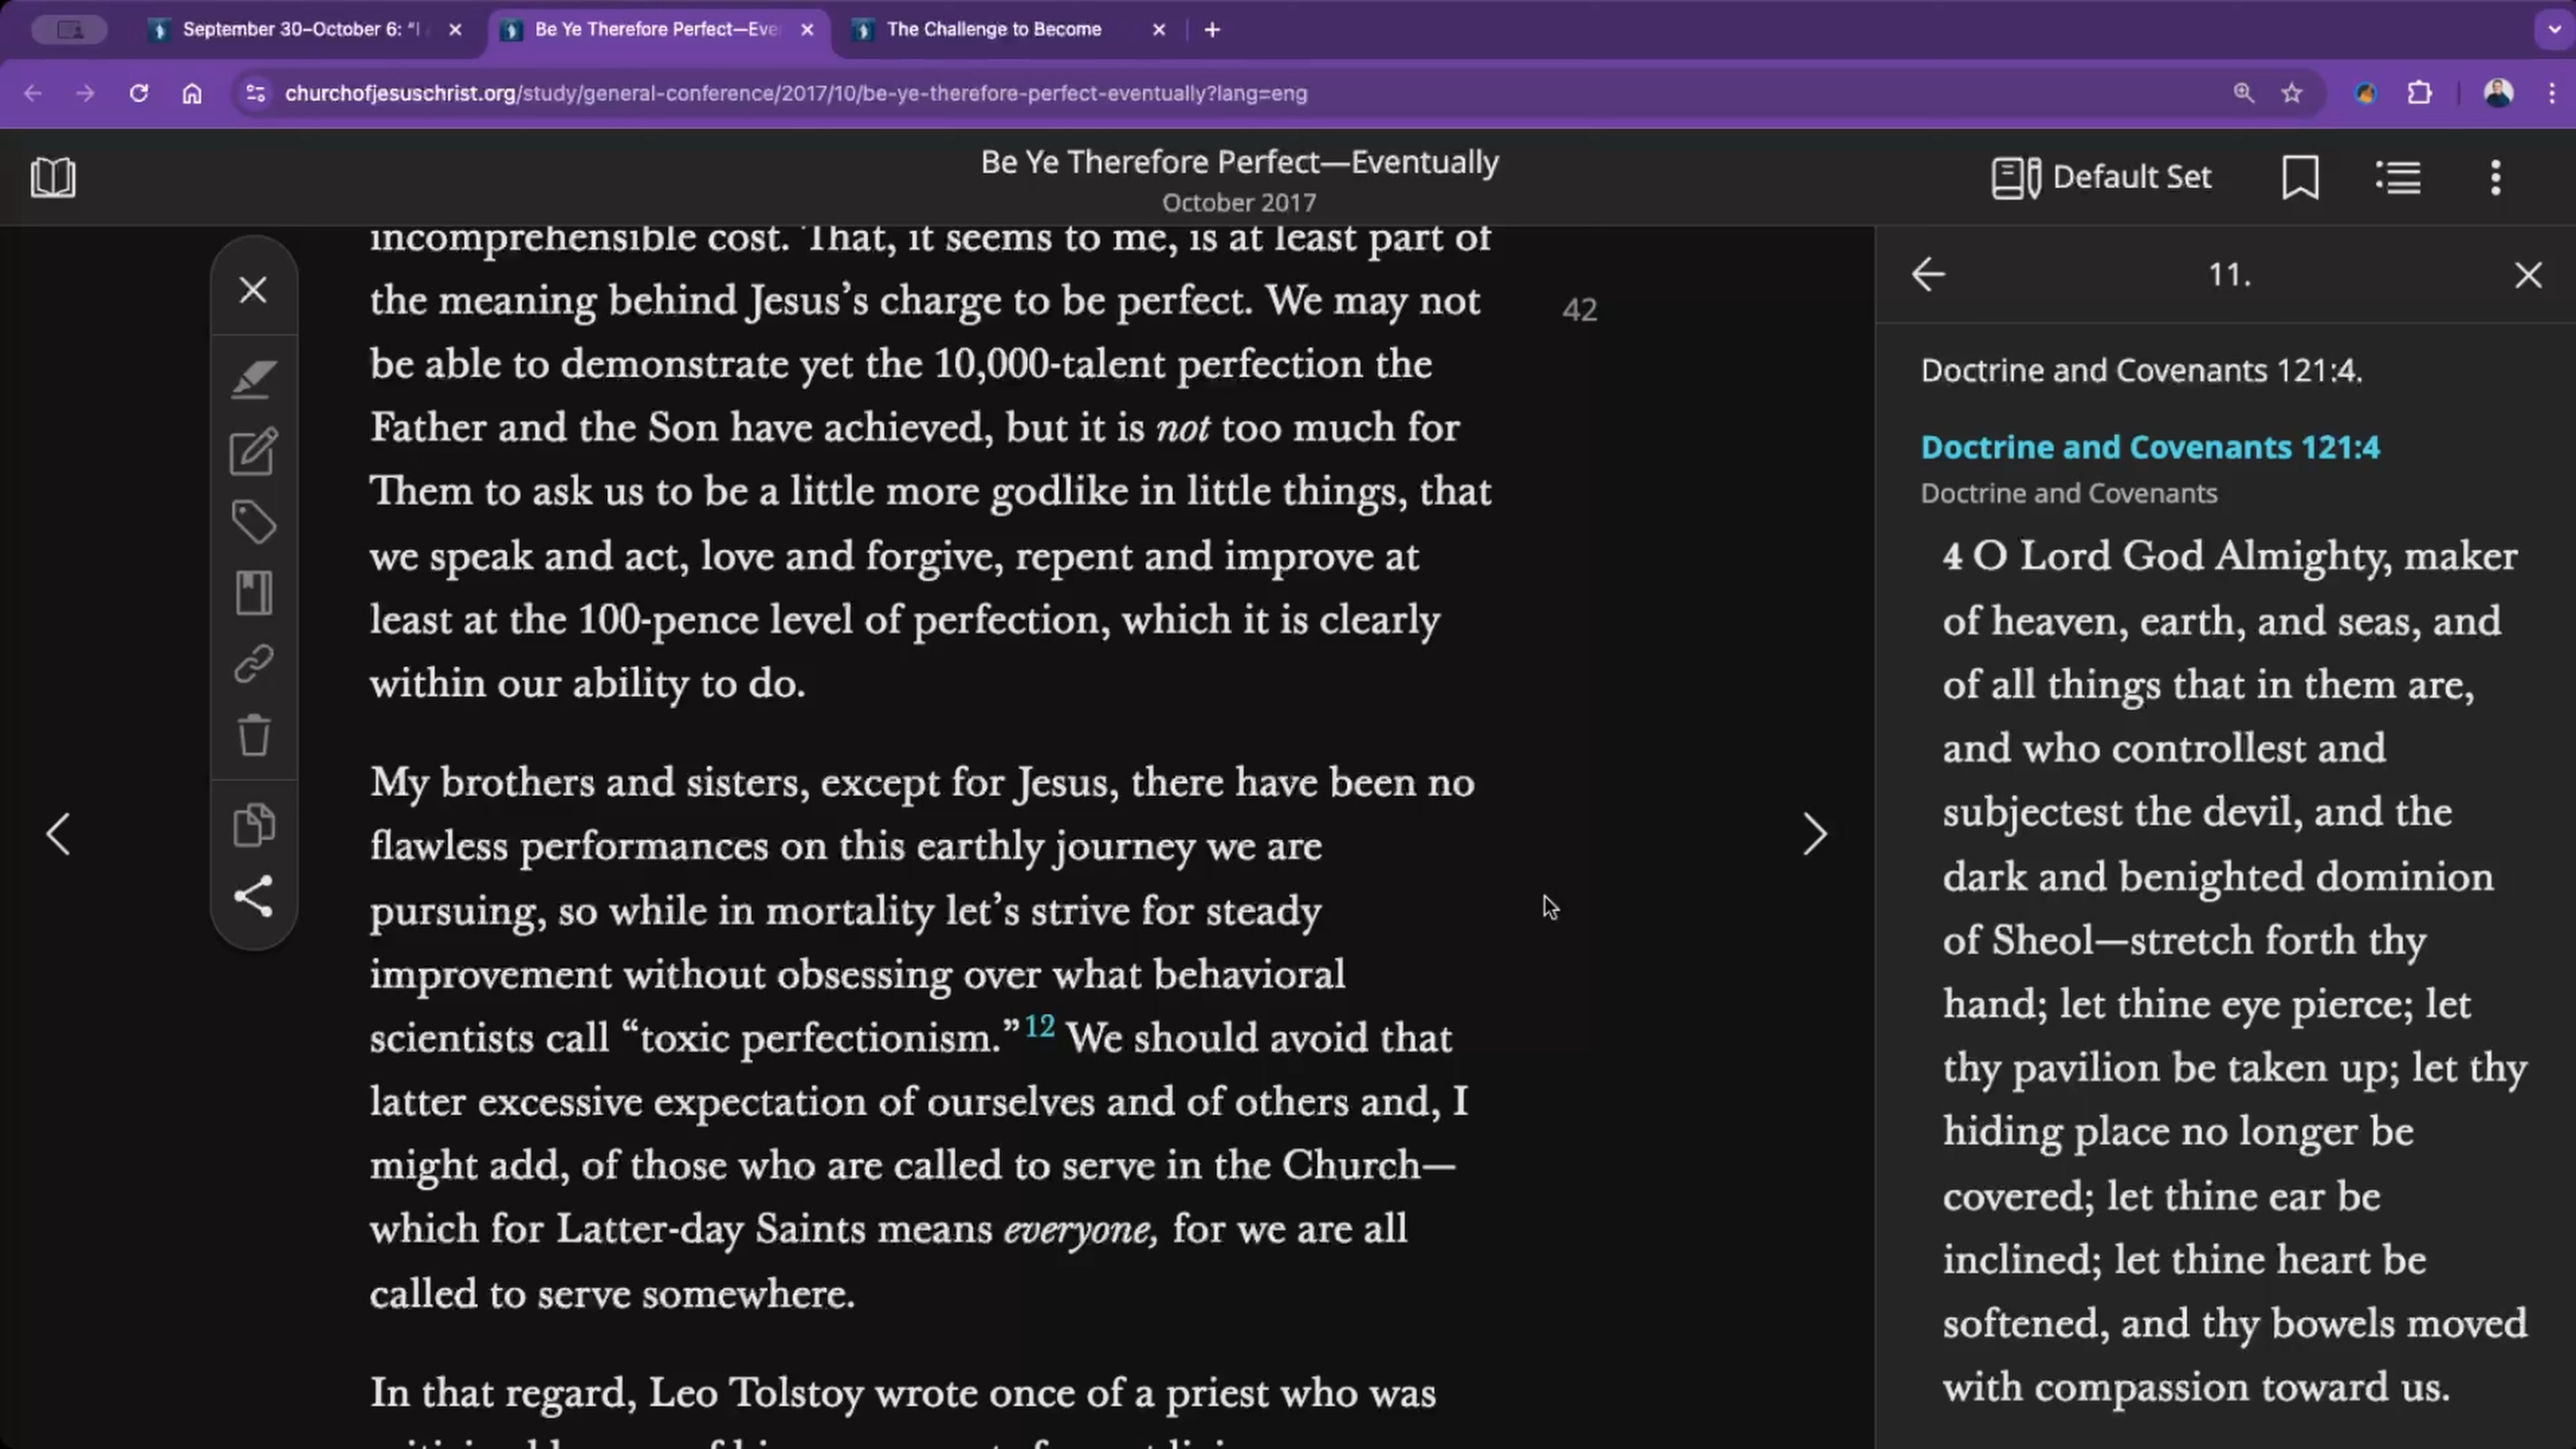 September 30–October 6: “I
Be Ye Therefore Perfect—Eve
The Challenge to Become
churchofjesuschrist.org/study/general-conference/2017/10/be-ye-therefore-perfect-eventually?lang=eng
Be Ye Therefore Perfect—Eventually
October 2017
Default Set
incomprehensible cost. That, it seems to me, is at least part of
the meaning behind Jesus’s charge to be perfect. We may not
be able to demonstrate yet the 10,000-talent perfection the
Father and the Son have achieved, but it is not too much for
Them to ask us to be a little more godlike in little things, that
we speak and act, love and forgive, repent and improve at
least at the 100-pence level of perfection, which it is clearly
within our ability to do.
42
My brothers and sisters, except for Jesus, there have been no
flawless performances on this earthly journey we are
pursuing, so while in mortality let’s strive for steady
improvement without obsessing over what behavioral
scientists call “toxic perfectionism.”12 We should avoid that
latter excessive expectation of ourselves and of others and, I
might add, of those who are called to serve in the Church—
which for Latter-day Saints means everyone, for we are all
called to serve somewhere.
In that regard, Leo Tolstoy wrote once of a priest who was
11.
Doctrine and Covenants 121:4.
Doctrine and Covenants 121:4
Doctrine and Covenants
4 O Lord God Almighty, maker
of heaven, earth, and seas, and
of all things that in them are,
and who controllest and
subjectest the devil, and the
dark and benighted dominion
of Sheol—stretch forth thy
hand; let thine eye pierce; let
thy pavilion be taken up; let thy
hiding place no longer be
covered; let thine ear be
inclined; let thine heart be
softened, and thy bowels moved
with compassion toward us.